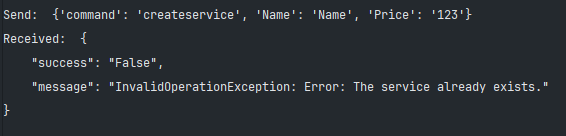 Send:  {'command': 'createservice', 'Name': 'Name', 'Price': '123'}
Received:  {
    "success": "False",
    "message": "InvalidOperationException: Error: The service already exists."
}